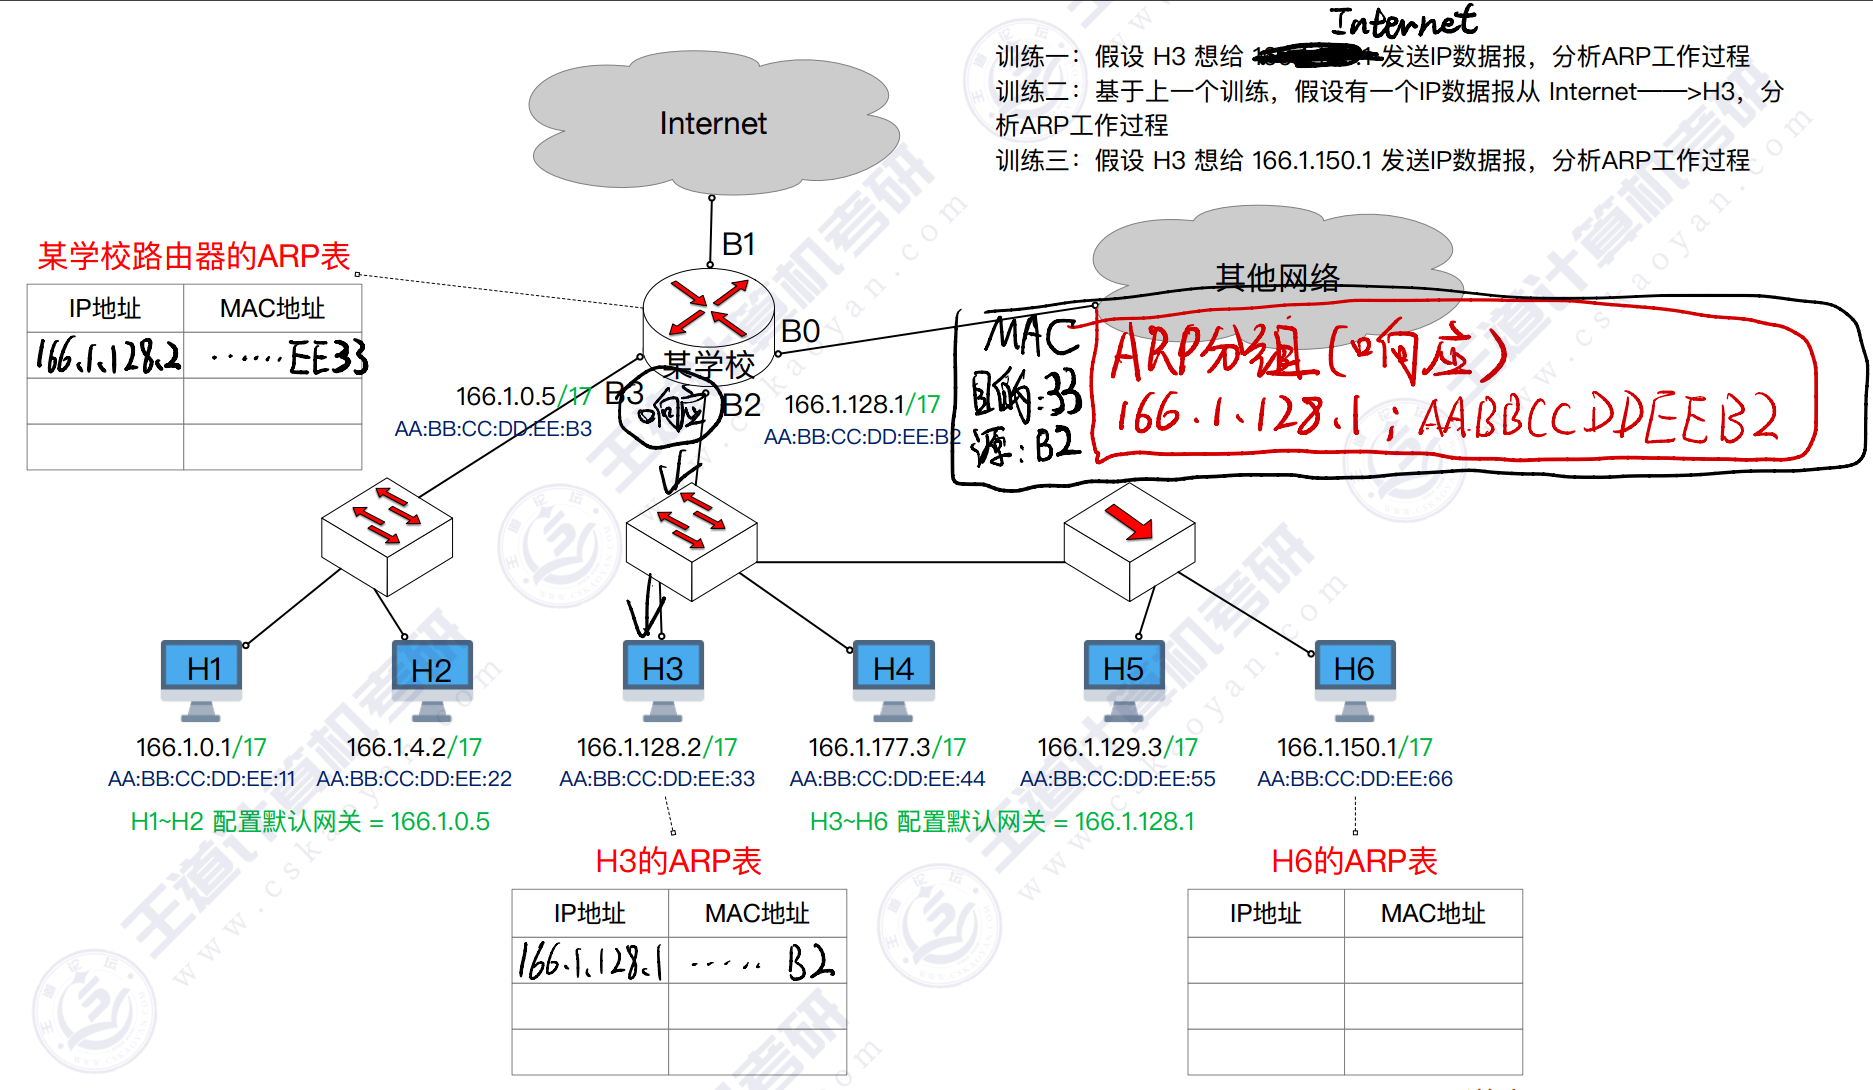 Internet
训练一：假设 H3 想给 发送IP数据报，分析ARP工作过程
训练二：基于上一个训练，假设有一个IP数据报从 Internet——>H3，分
析ARP工作过程
训练三：假设 H3 想给 166.1.150.1 发送IP数据报，分析ARP工作过程
Internet
B1
某学校路由器的ARP表
IP地址 MAC地址
166.1.128.2 ······EE33
其他网络
B0
某学校
B3
B2
响应
166.1.0.5/17
AA:BB:CC:DD:EE:B3
166.1.128.1/17
AA:BB:CC:DD:EE:B2
MAC
目的:33
源:B2
ARP分组(响应)
166.1.128.1; AABBCCDDEEB2
H1
H2
H3
H4
H5
H6
166.1.0.1/17
AA:BB:CC:DD:EE:11
166.1.4.2/17
AA:BB:CC:DD:EE:22
166.1.128.2/17
AA:BB:CC:DD:EE:33
166.1.177.3/17
AA:BB:CC:DD:EE:44
166.1.129.3/17
AA:BB:CC:DD:EE:55
166.1.150.1/17
AA:BB:CC:DD:EE:66
H1~H2 配置默认网关 = 166.1.0.5
H3~H6 配置默认网关 = 166.1.128.1
H3的ARP表
IP地址 MAC地址
166.1.128.1 ······ B2
H6的ARP表
IP地址 MAC地址
王道计算机考研
www.cskaoyan.com